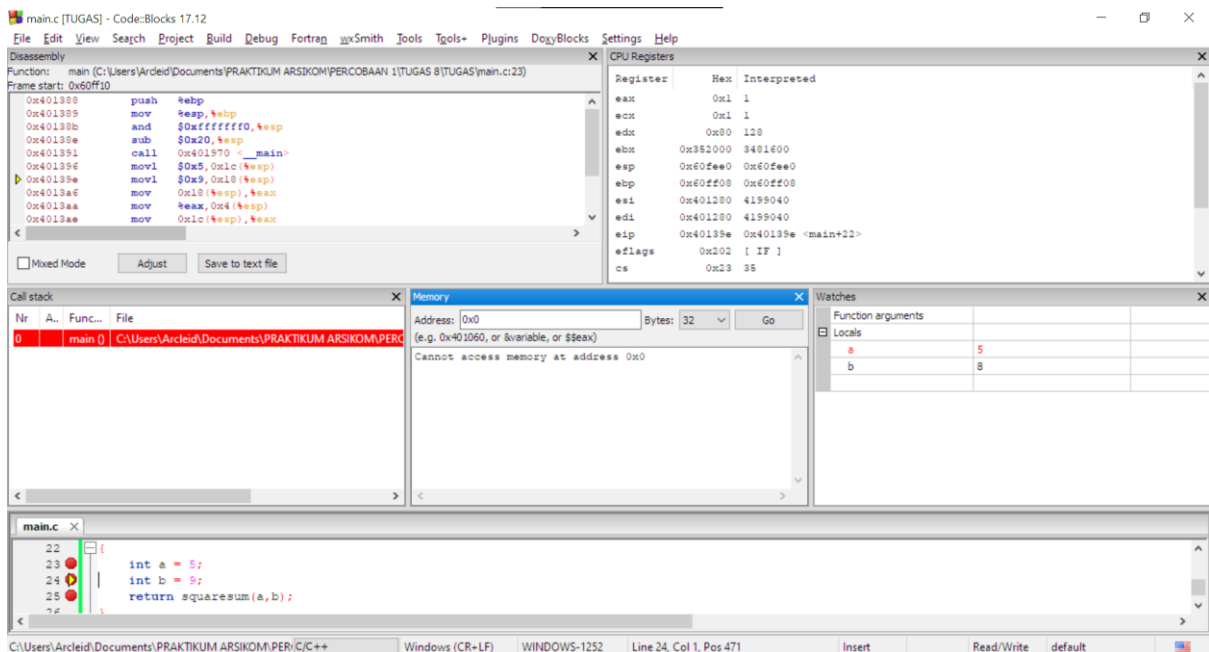 main.c [TUGAS] - Code::Blocks 17.12
File Edit View Search Project Build Debug Fortran wxSmith Tools Tools+ Plugins DoxyBlocks Settings Help
Disassembly
Function: main (C:\Users\Arcleid\Documents\PRAKTIKUM ARSIKOM\PERCOBAAN 1\TUGAS 8\TUGAS\main.c:23)
Frame start: 0x60ff10
0x401388 push %ebp
0x401389 mov %esp,%ebp
0x40138b and $0xfffffff0,%esp
0x40138e sub $0x20,%esp
0x401391 call 0x401970 <__main>
0x401396 movl $0x5,0x1c(%esp)
0x40139e movl $0x9,0x18(%esp)
0x4013a6 mov 0x18(%esp),%eax
0x4013aa mov %eax,0x4(%esp)
0x4013ae mov 0x1c(%esp),%eax
Mixed Mode Adjust Save to text file
CPU Registers
Register Hex Interpreted
eax 0x1 1
ecx 0x1 1
edx 0x80 128
ebx 0x352000 3481600
esp 0x60fee0 0x60fee0
ebp 0x60ff08 0x60ff08
esi 0x401280 4199040
edi 0x401280 4199040
eip 0x40139e 0x40139e <main+22>
eflags 0x202 [ IF ]
cs 0x23 35
Call stack
Nr A.. Func... File
0 main () C:\Users\Arcleid\Documents\PRAKTIKUM ARSIKOM\PERC
Memory
Address: 0x0 Bytes: 32 Go
(e.g. 0x401060, or &variable, or $$eax)
Cannot access memory at address 0x0
Watches
Function arguments
Locals
a 5
b 8
main.c
22 {
23 int a = 5;
24 int b = 9;
25 return squaresum(a,b);
26 }
C:\Users\Arcleid\Documents\PRAKTIKUM ARSIKOM\PER C/C++ Windows (CR+LF) WINDOWS-1252 Line 24, Col 1, Pos 471 Insert Read/Write default